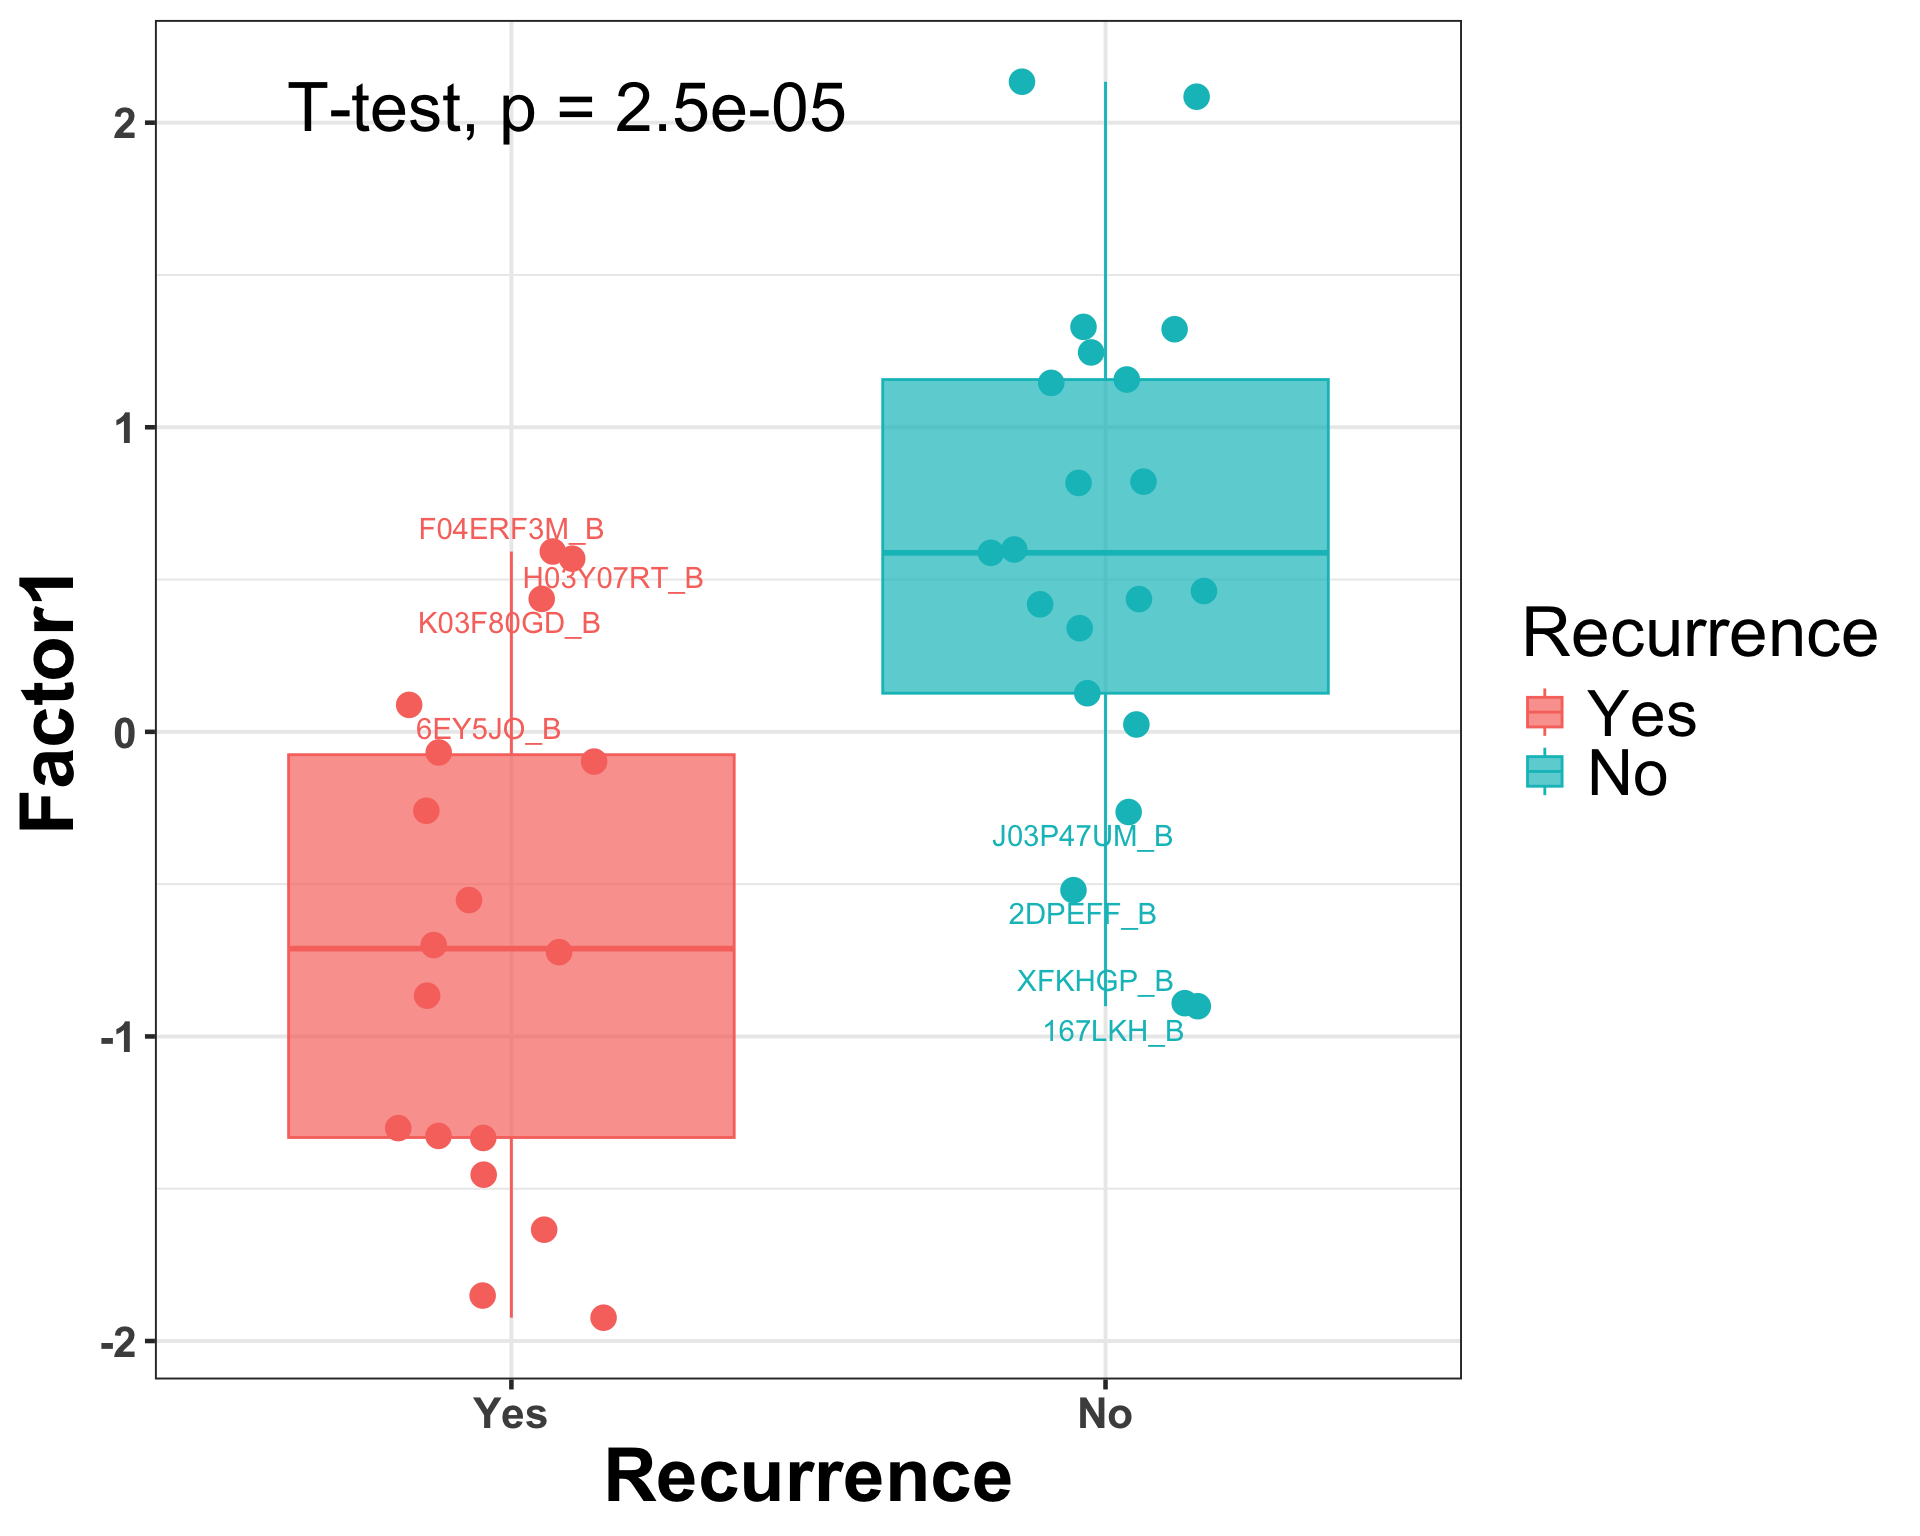 T-test, p = 2.5e-05
2
1
0
-1
-2
Factor1
F04ERF3M_B
H03Y07RT_B
K03F80GD_B
6EY5JO_B
J03P47UM_B
2DPEFF_B
XFKHGP_B
167LKH_B
Yes
No
Recurrence
Recurrence
Yes
No